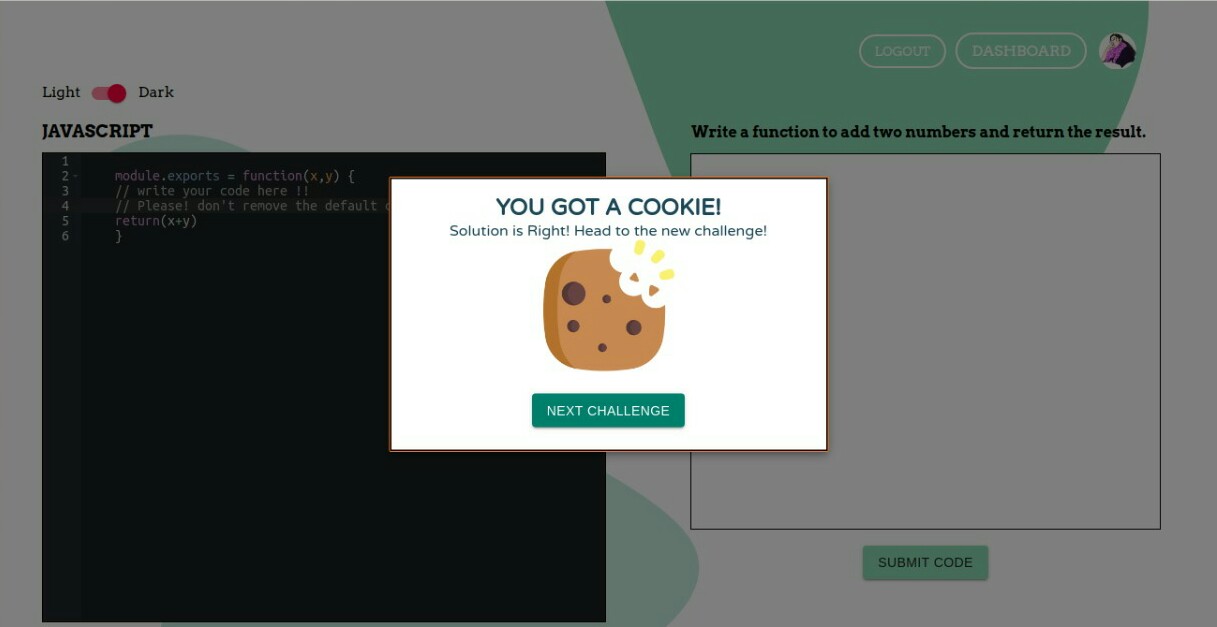 LOGOUT
DASHBOARD
Light Dark
JAVASCRIPT
Write a function to add two numbers and return the result.
1
2 module.exports = function(x,y) {
3 // write your code here !!
4 // Please! don't remove the default
5 return(x+y)
6 }
YOU GOT A COOKIE!
Solution is Right! Head to the new challenge!
NEXT CHALLENGE
SUBMIT CODE